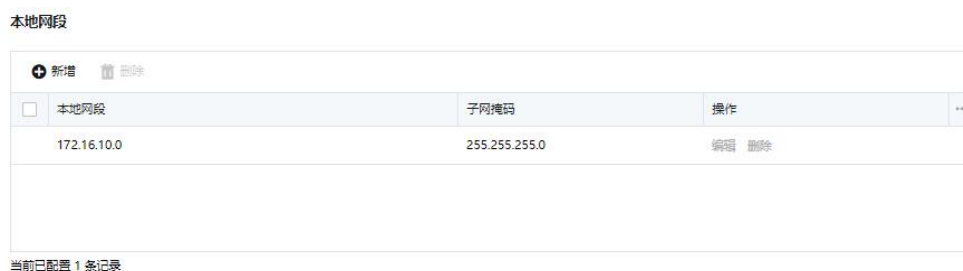 本地网段
新增 删除
本地网段 子网掩码 操作
172.16.10.0 255.255.255.0 编辑 删除
当前已配置 1 条记录